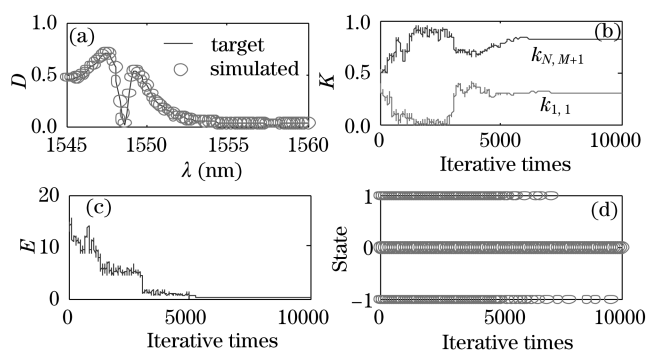 (a)
target
simulated
D
1.0
0.5
0.0
1545
1550
1555
1560
λ (nm)
(b)
K
1.0
0.5
0.0
k_{N, M+1}
k_{1, 1}
0
5000
10000
Iterative times
(c)
E
20
10
0
0
5000
10000
Iterative times
(d)
State
1
0
−1
0
5000
10000
Iterative times